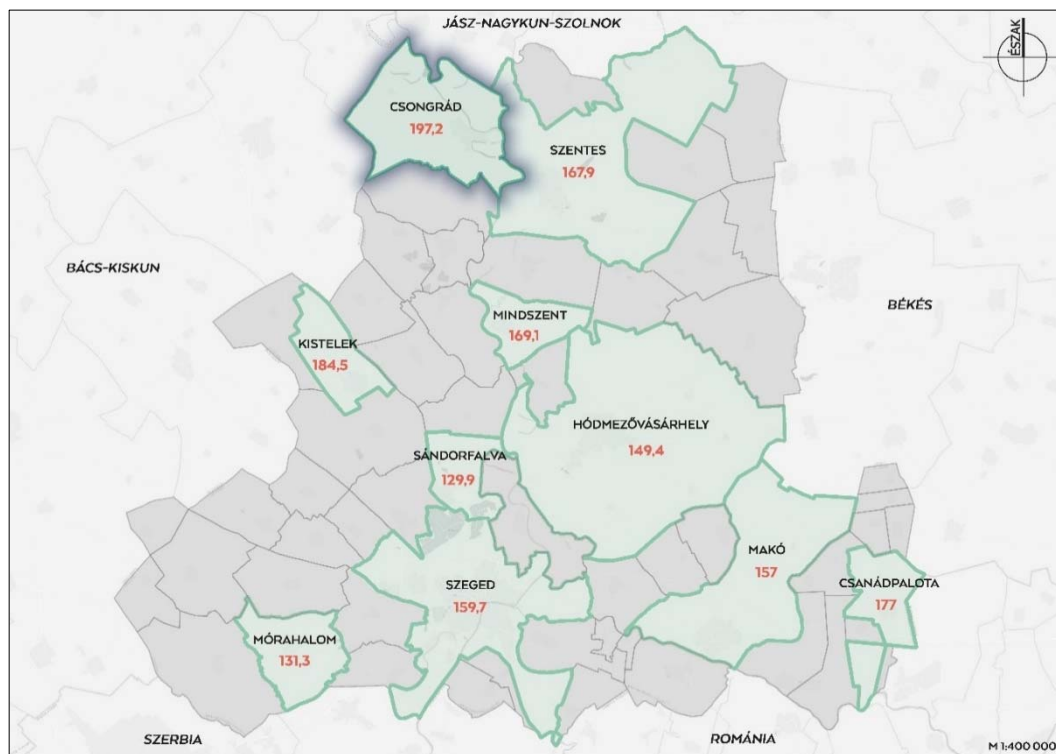 JÁSZ-NAGYKUN-SZOLNOK
ÉSZAK
CSONGRÁD
197,2
SZENTES
167,9
BÁCS-KISKUN
BÉKÉS
MINDSZENT
169,1
KISTELEK
184,5
HÓDMEZŐVÁSÁRHELY
149,4
SÁNDORFALVA
129,9
MAKÓ
157
CSANÁDPALOTA
177
SZEGED
159,7
MÓRAHALOM
131,3
SZERBIA
ROMÁNIA
M 1:400 000